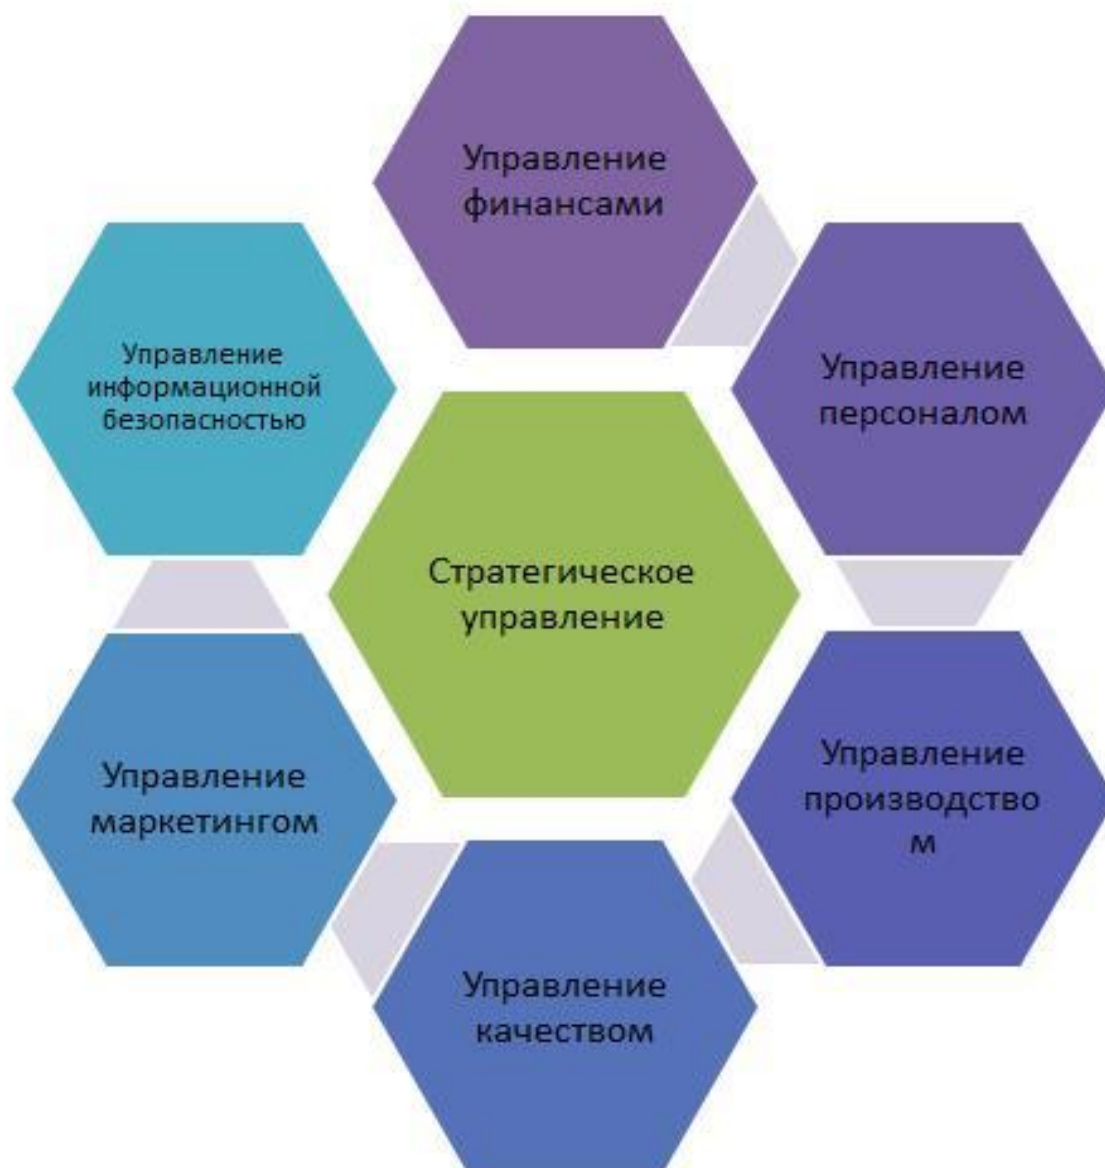 Управление
финансами
Управление
персоналом
Управление
производство
м
Управление
качеством
Управление
маркетингом
Управление
информационной
безопасностью
Стратегическое
управление